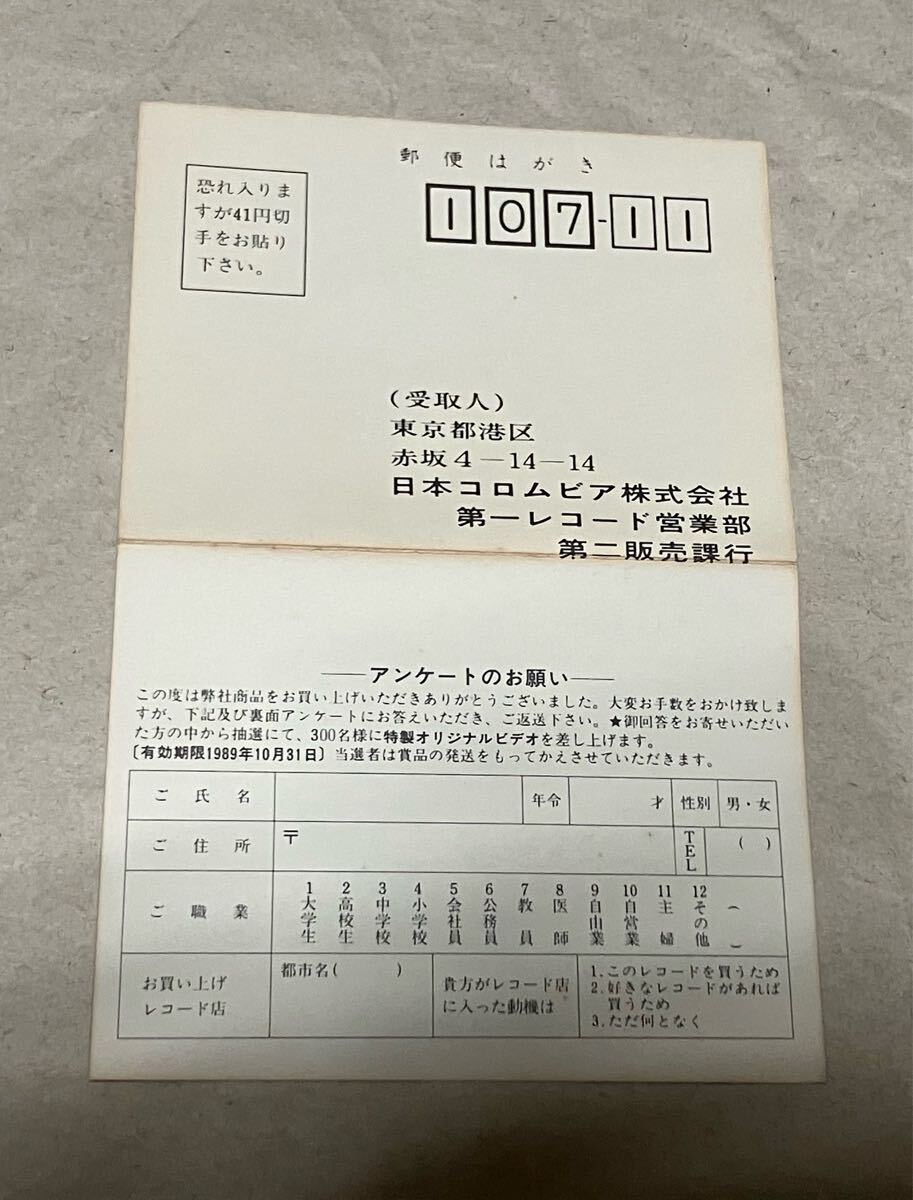 郵便はがき
恐れ入りま
すが41円切
手をお貼り
下さい。
107-11
(受取人)
東京都港区
赤坂4―14―14
日本コロムビア株式会社
第一レコード営業部
第二販売課行
――アンケートのお願い――
この度は弊社商品をお買い上げいただきありがとうございました。大変お手数をおかけ致しま
すが、下記及び裏面アンケートにお答えいただき、ご返送下さい。★御回答をお寄せいただい
た方の中から抽選にて、300名様に特製オリジナルビデオを差し上げます。
〔有効期限1989年10月31日〕当選者は賞品の発送をもってかえさせていただきます。
ご氏名 年令 才 性別 男・女
ご住所 〒 TEL ( )
ご職業 1大学生 2高校生 3中学校 4小学校 5会社員 6公務員 7教員 8医師 9自由業 10自営業 11主婦 12その他 ( )
お買い上げ
レコード店
都市名( )
貴方がレコード店
に入った動機は
1.このレコードを買うため
2.好きなレコードがあれば
買うため
3.ただ何となく